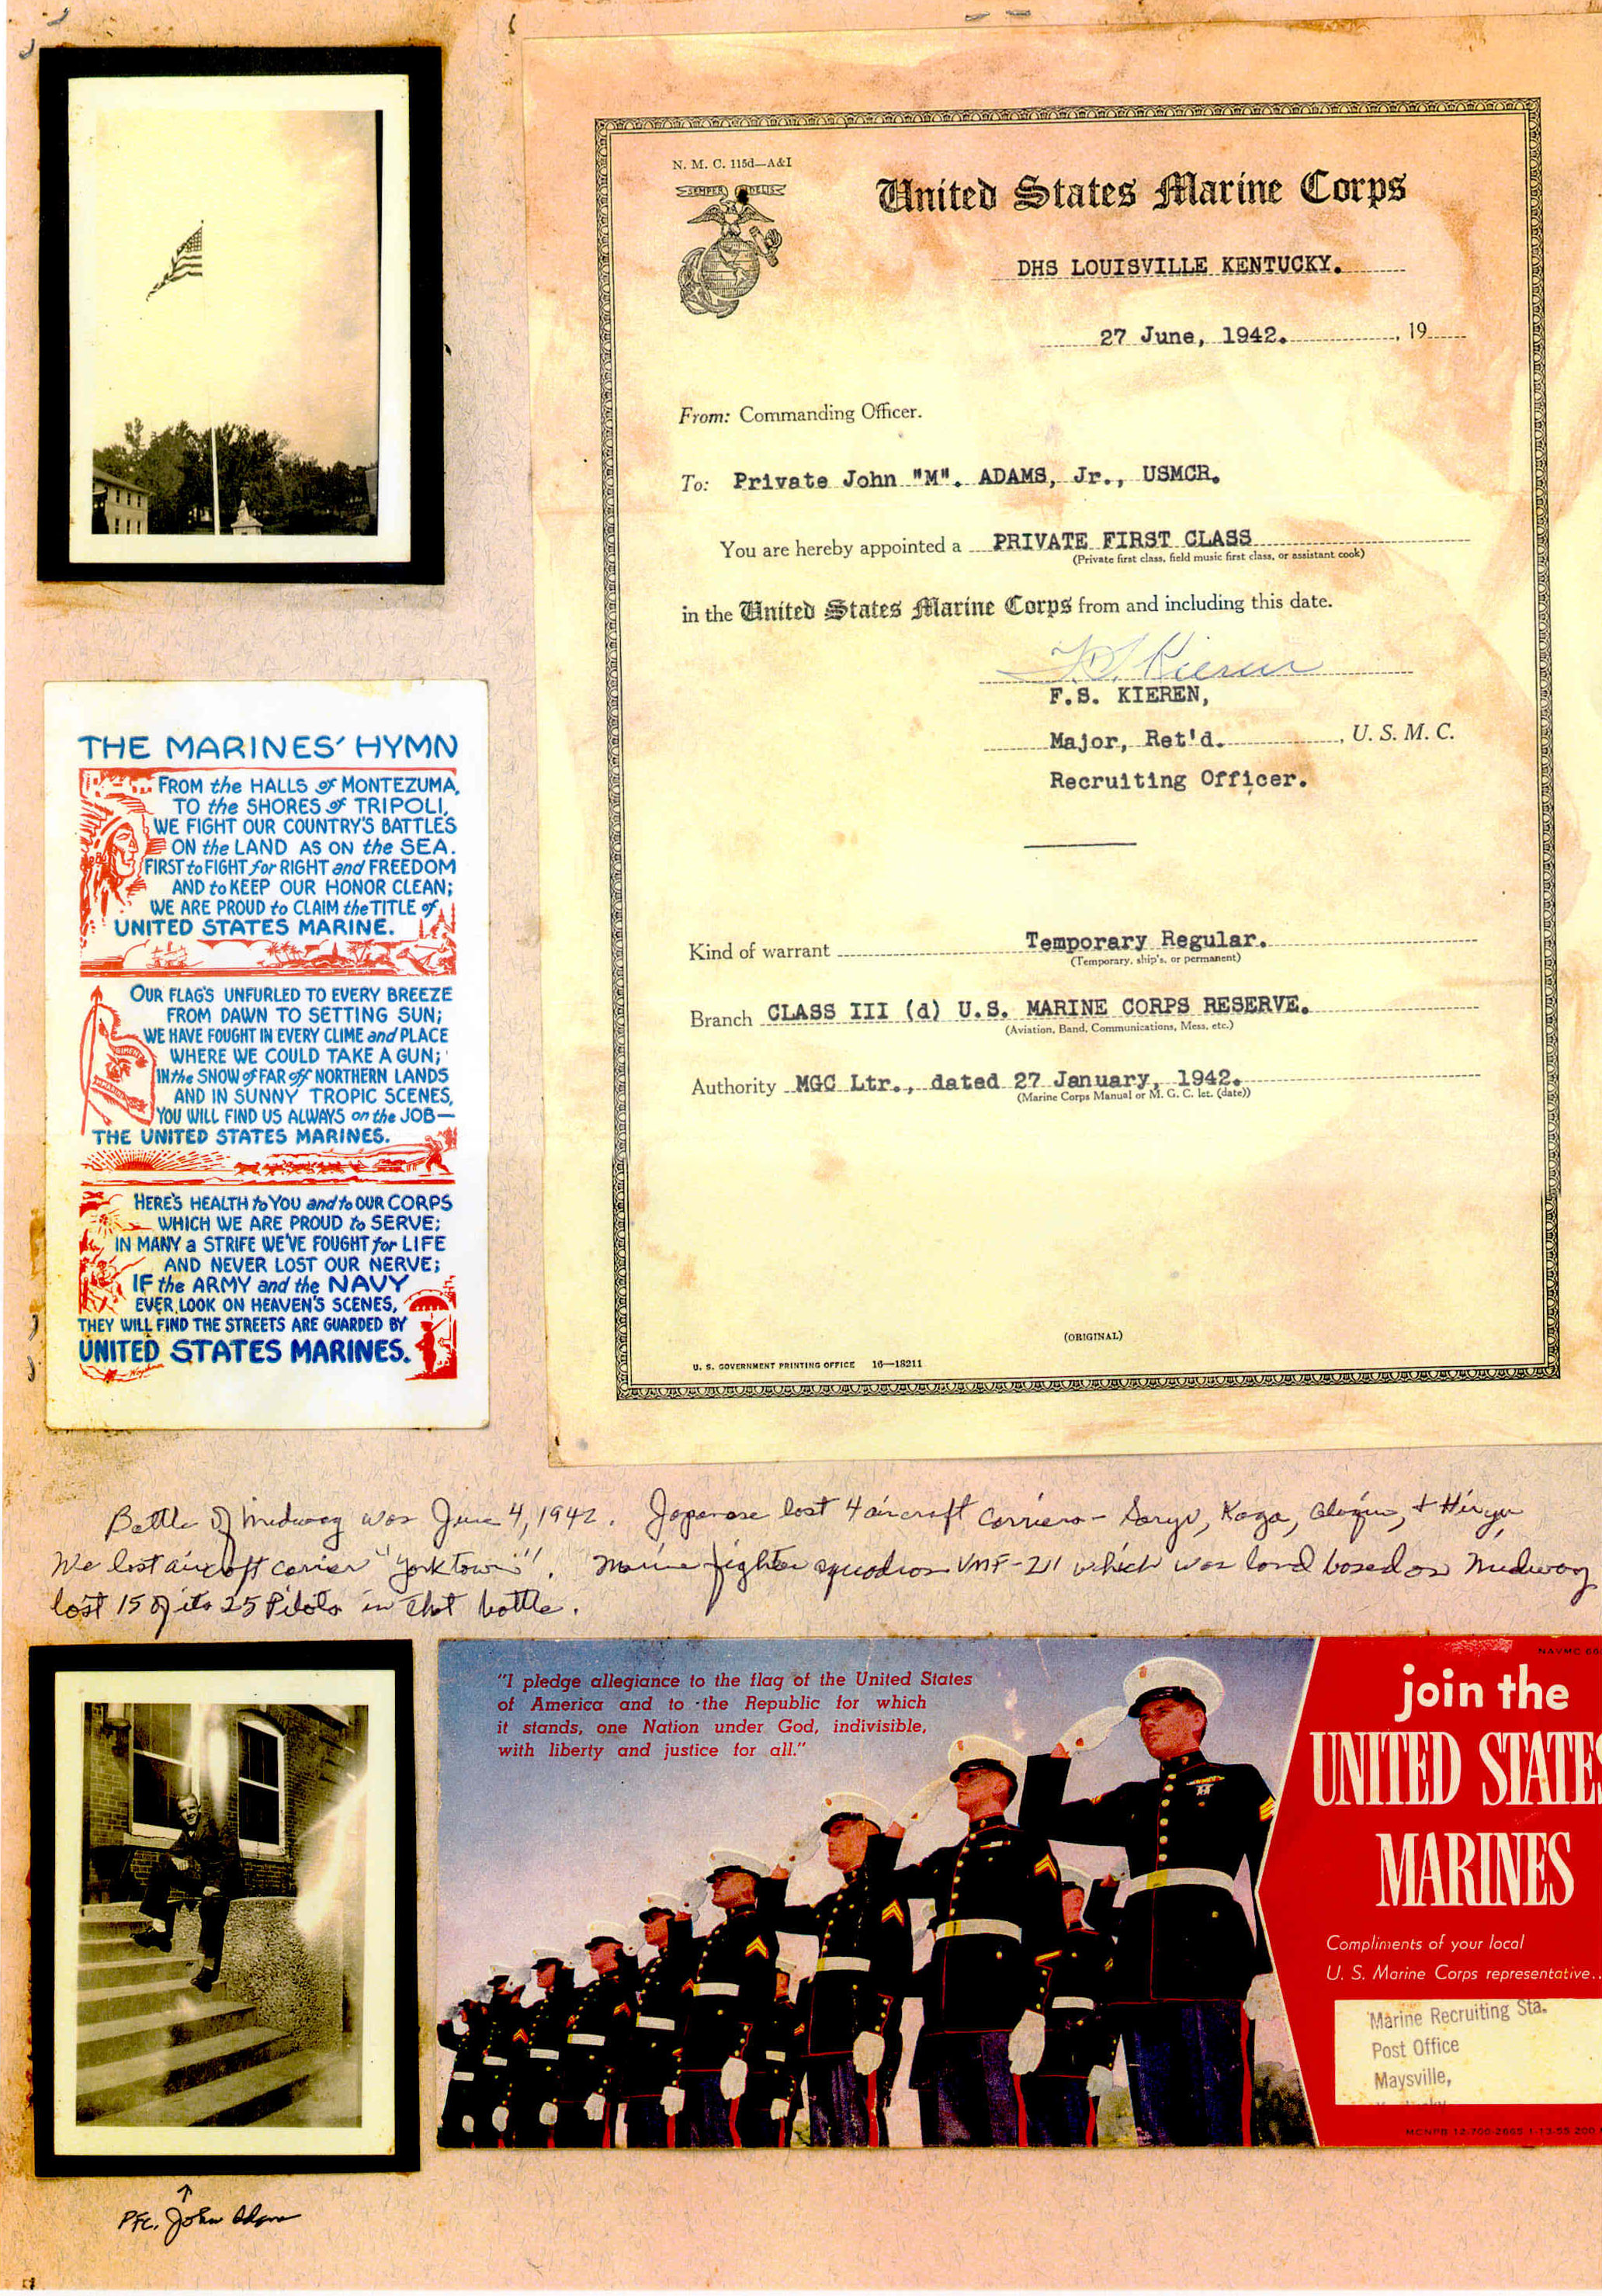 N. M. C. 115d—A&I
SEMPER FIDELIS
United States Marine Corps
DHS LOUISVILLE KENTUCKY.
27 June, 1942. , 19
From: Commanding Officer.
To: Private John "M". ADAMS, Jr., USMCR.
You are hereby appointed a PRIVATE FIRST CLASS
(Private first class, field music first class, or assistant cook)
in the United States Marine Corps from and including this date.
F.S. Kieren
F.S. KIEREN,
Major, Ret'd. , U. S. M. C.
Recruiting Officer.
Kind of warrant Temporary Regular.
(Temporary, ship's, or permanent)
Branch CLASS III (d) U.S. MARINE CORPS RESERVE.
(Aviation, Band, Communications, Mess, etc.)
Authority MGC Ltr., dated 27 January, 1942.
(Marine Corps Manual or M. G. C. let. (date))
(ORIGINAL)
U. S. GOVERNMENT PRINTING OFFICE 16—18211
THE MARINES' HYMN
FROM the HALLS of MONTEZUMA,
TO the SHORES of TRIPOLI,
WE FIGHT OUR COUNTRY'S BATTLES
ON the LAND AS ON the SEA.
FIRST to FIGHT for RIGHT and FREEDOM
AND to KEEP OUR HONOR CLEAN;
WE ARE PROUD to CLAIM the TITLE of
UNITED STATES MARINE.
OUR FLAG'S UNFURLED TO EVERY BREEZE
FROM DAWN TO SETTING SUN;
WE HAVE FOUGHT IN EVERY CLIME and PLACE
WHERE WE COULD TAKE A GUN;
IN the SNOW of FAR off NORTHERN LANDS
AND IN SUNNY TROPIC SCENES,
YOU WILL FIND US ALWAYS on the JOB—
THE UNITED STATES MARINES.
HERE'S HEALTH to YOU and to OUR CORPS
WHICH WE ARE PROUD to SERVE;
IN MANY a STRIFE WE'VE FOUGHT for LIFE
AND NEVER LOST OUR NERVE;
IF the ARMY and the NAVY
EVER LOOK ON HEAVEN'S SCENES,
THEY WILL FIND THE STREETS ARE GUARDED BY
UNITED STATES MARINES.
Battle of Midway was June 4, 1942. Japanese lost 4 aircraft carriers - Soryu, Kaga, Akagi, + Hiryu
We lost aircraft carrier "Yorktown". Marine fighter squadron VMF-211 which was land based on Midway
lost 15 of its 25 Pilots in that battle.
"I pledge allegiance to the flag of the United States
of America and to the Republic for which
it stands, one Nation under God, indivisible,
with liberty and justice for all."
NAVMC
join the
UNITED STATES
MARINES
Compliments of your local
U. S. Marine Corps representative...
Marine Recruiting Sta.
Post Office
Maysville,
MCNPB 12-700-2665 1-13-55 200
PFC. John Adams